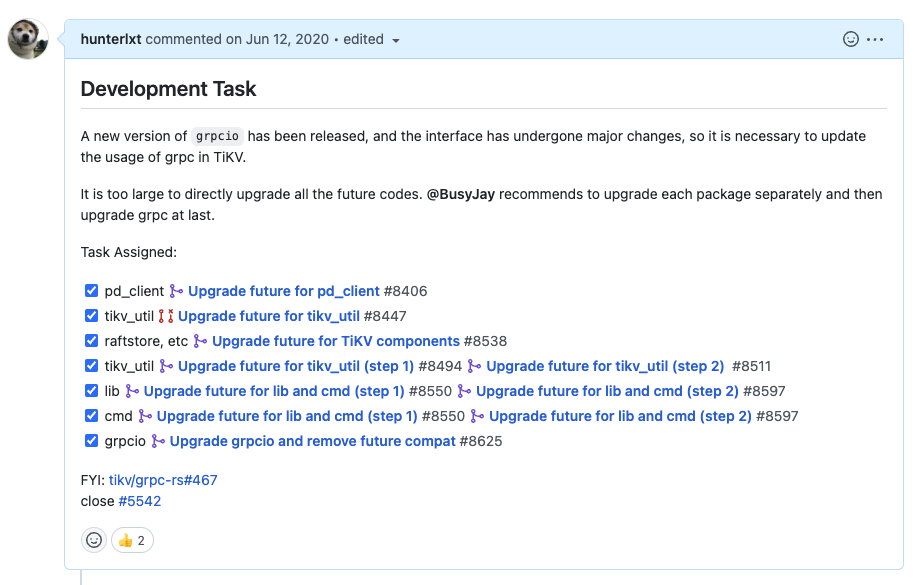 hunterlxt commented on Jun 12, 2020 • edited
Development Task
A new version of grpcio has been released, and the interface has undergone major changes, so it is necessary to update
the usage of grpc in TiKV.
It is too large to directly upgrade all the future codes. @BusyJay recommends to upgrade each package separately and then
upgrade grpc at last.
Task Assigned:
pd_client Upgrade future for pd_client #8406
tikv_util Upgrade future for tikv_util #8447
raftstore, etc Upgrade future for TiKV components #8538
tikv_util Upgrade future for tikv_util (step 1) #8494 Upgrade future for tikv_util (step 2) #8511
lib Upgrade future for lib and cmd (step 1) #8550 Upgrade future for lib and cmd (step 2) #8597
cmd Upgrade future for lib and cmd (step 1) #8550 Upgrade future for lib and cmd (step 2) #8597
grpcio Upgrade grpcio and remove future compat #8625
FYI: tikv/grpc-rs#467
close #5542
👍 2